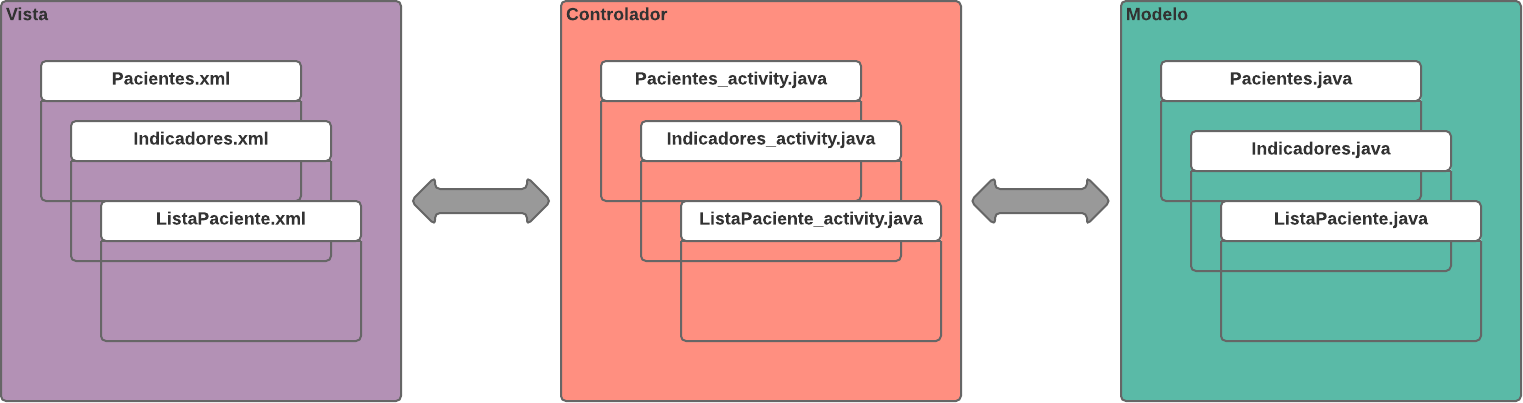 Vista
Pacientes.xml
Indicadores.xml
ListaPaciente.xml
Controlador
Pacientes_activity.java
Indicadores_activity.java
ListaPaciente_activity.java
Modelo
Pacientes.java
Indicadores.java
ListaPaciente.java